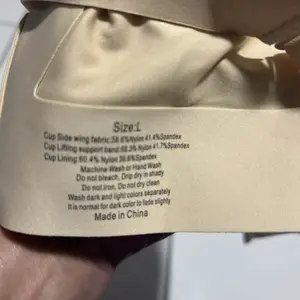 Size:L
Cup Side wing fabric:58.6%Nylon 41.4%Spandex
Cup Lifting support band:58.3% Nylon 41.7%Spandex
Cup Lining:60.4% Nylon 39.6%Spandex
Machine Wash or Hand Wash
Do not bleach, Drip dry in shady
Do not iron, Do not dry clean
Wash dark and light colors separately
It is normal for dark color to fade slightly
Made in China